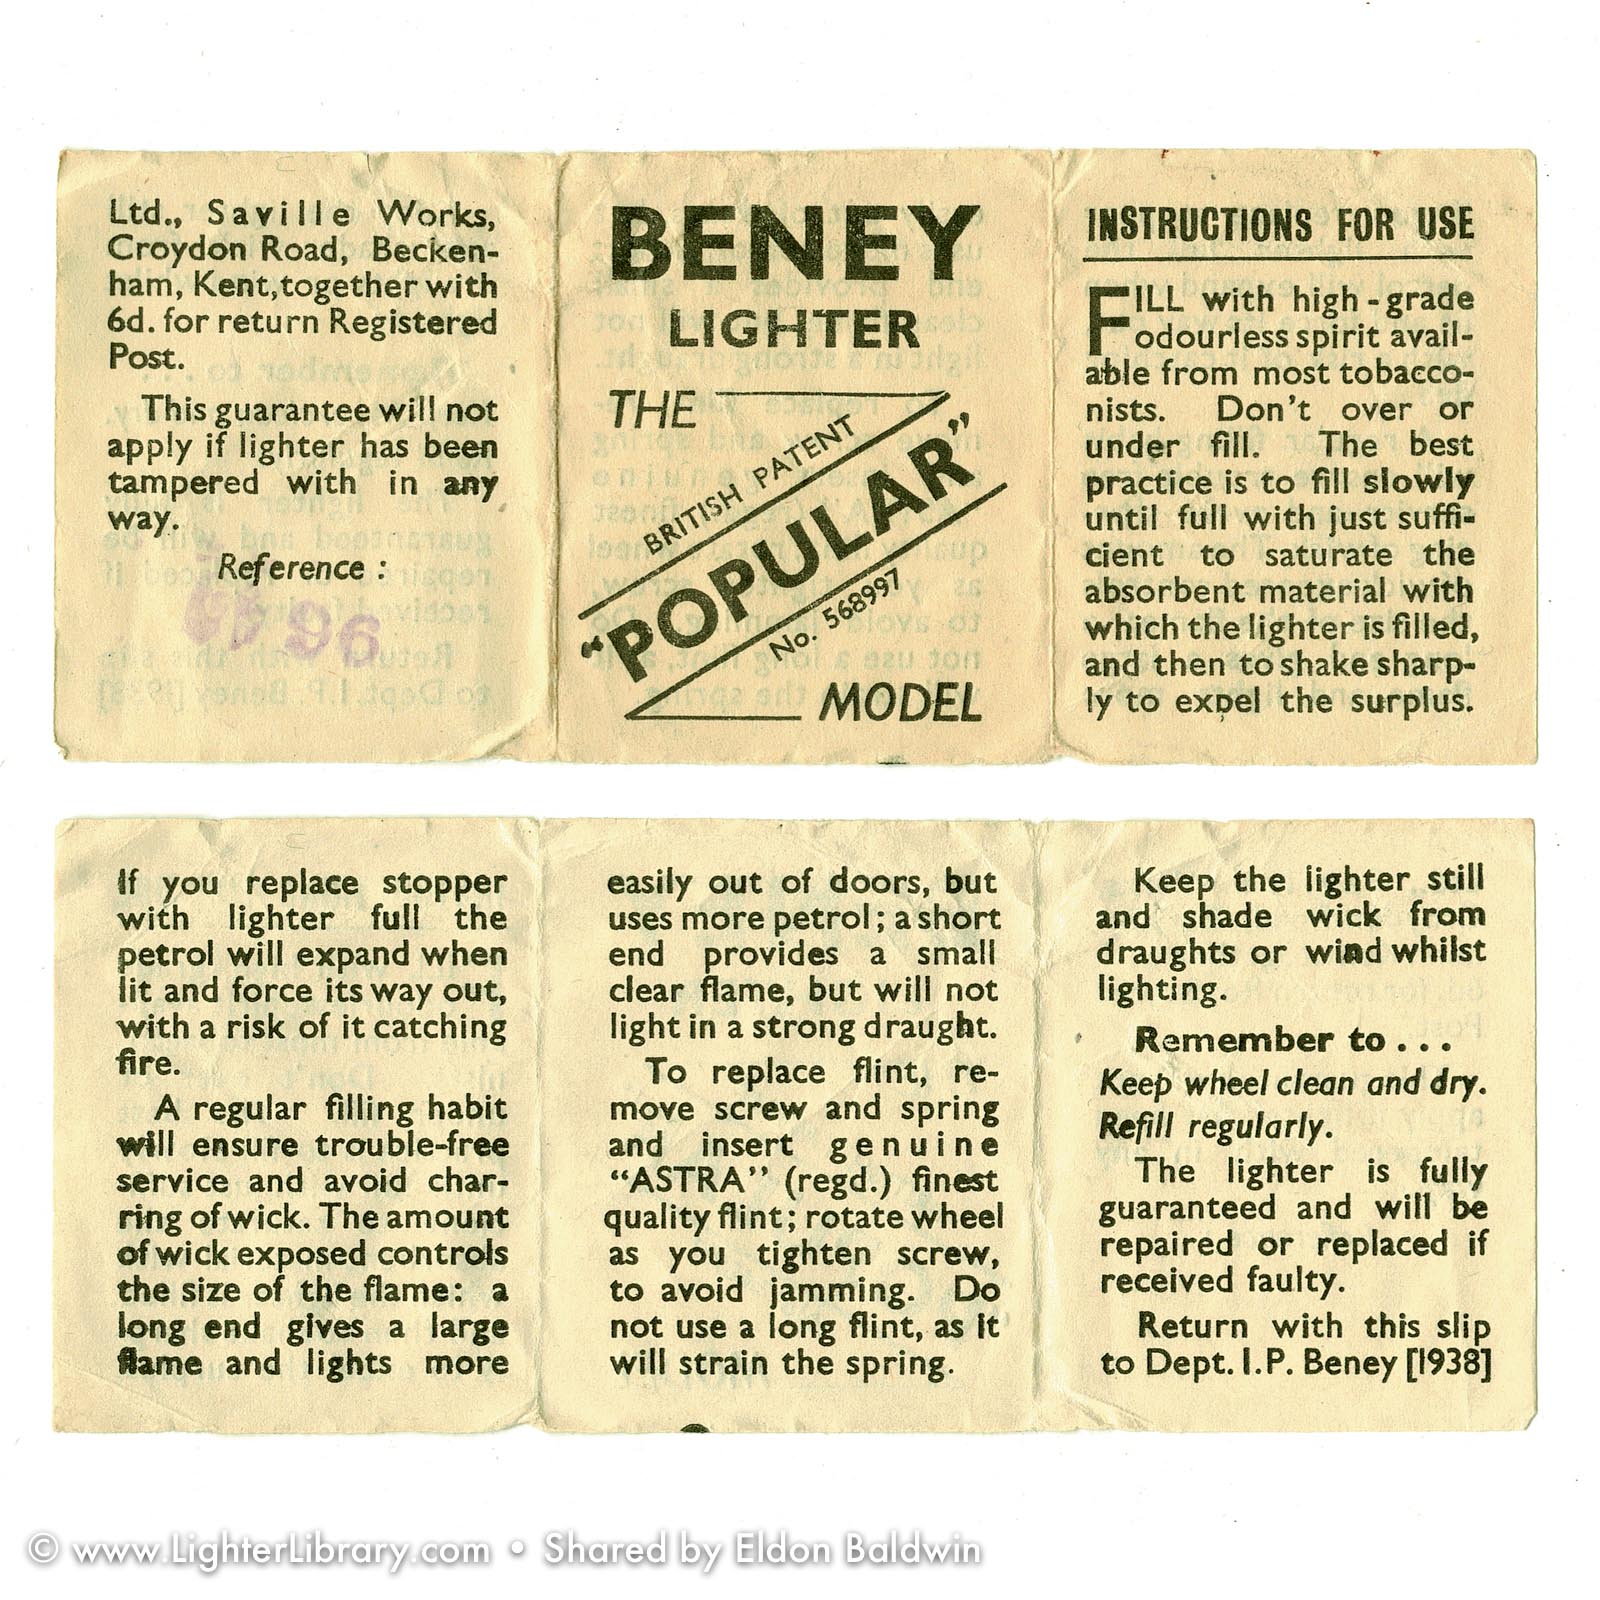 BENEY
LIGHTER
THE
BRITISH PATENT
"POPULAR"
No. 568997
MODEL
INSTRUCTIONS FOR USE
FILL with high-grade
odourless spirit avail-
able from most tobacco-
nists. Don't over or
under fill. The best
practice is to fill slowly
until full with just suffi-
cient to saturate the
absorbent material with
which the lighter is filled,
and then to shake sharp-
ly to expel the surplus.
If you replace stopper
with lighter full the
petrol will expand when
lit and force its way out,
with a risk of it catching
fire.
A regular filling habit
will ensure trouble-free
service and avoid char-
ring of wick. The amount
of wick exposed controls
the size of the flame: a
long end gives a large
flame and lights more
easily out of doors, but
uses more petrol; a short
end provides a small
clear flame, but will not
light in a strong draught.
To replace flint, re-
move screw and spring
and insert genuine
"ASTRA" (regd.) finest
quality flint; rotate wheel
as you tighten screw,
to avoid jamming. Do
not use a long flint, as it
will strain the spring.
Keep the lighter still
and shade wick from
draughts or wind whilst
lighting.
Remember to...
Keep wheel clean and dry.
Refill regularly.
The lighter is fully
guaranteed and will be
repaired or replaced if
received faulty.
Return with this slip
to Dept. I.P. Beney [1938]
Ltd., Saville Works,
Croydon Road, Becken-
ham, Kent, together with
6d. for return Registered
Post.
This guarantee will not
apply if lighter has been
tampered with in any
way.
Reference :
96
© www.LighterLibrary.com • Shared by Eldon Baldwin